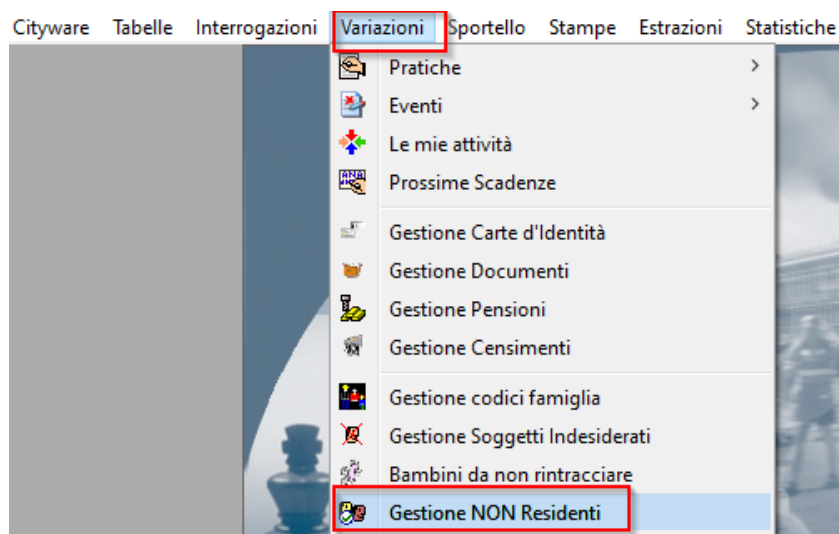 Cityware Tabelle Interrogazioni Variazioni Sportello Stampe Estrazioni Statistiche
Pratiche
Eventi
Le mie attività
Prossime Scadenze
Gestione Carte d'Identità
Gestione Documenti
Gestione Pensioni
Gestione Censimenti
Gestione codici famiglia
Gestione Soggetti Indesiderati
Bambini da non rintracciare
Gestione NON Residenti